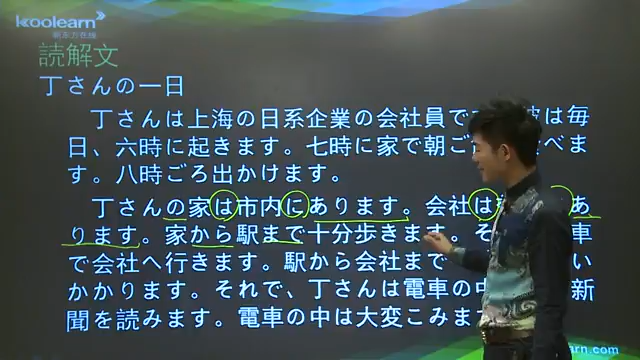 koolearn
新东方在线
読解文
丁さんの一日
丁さんは上海の日系企業の会社員で は毎
日、六時に起きます。七時に家で朝ご べま
す。八時ごろ出かけます。
丁さんの家は市内にあります。会社は あ
ります。家から駅まで十分歩きます。そ 車
で会社へ行きます。駅から会社まで い
かかります。それで、丁さんは電車の中 新
聞を読みます。電車の中は大変こみま
rn.com